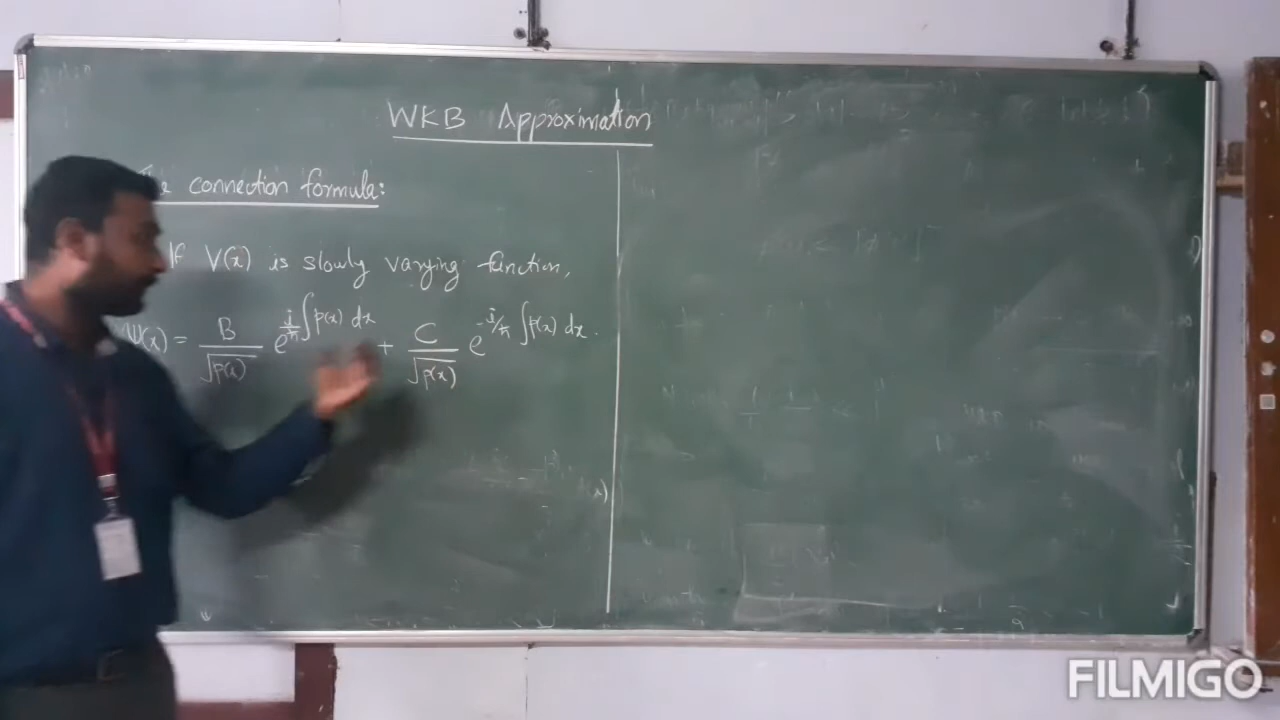 WKB Approximation
connection formula:
If V(x) is slowly varying function,
ψ(x) = B/√p(x) e^{i/ħ ∫p(x) dx} + C/√p(x) e^{-i/ħ ∫p(x) dx}.
FILMIGO